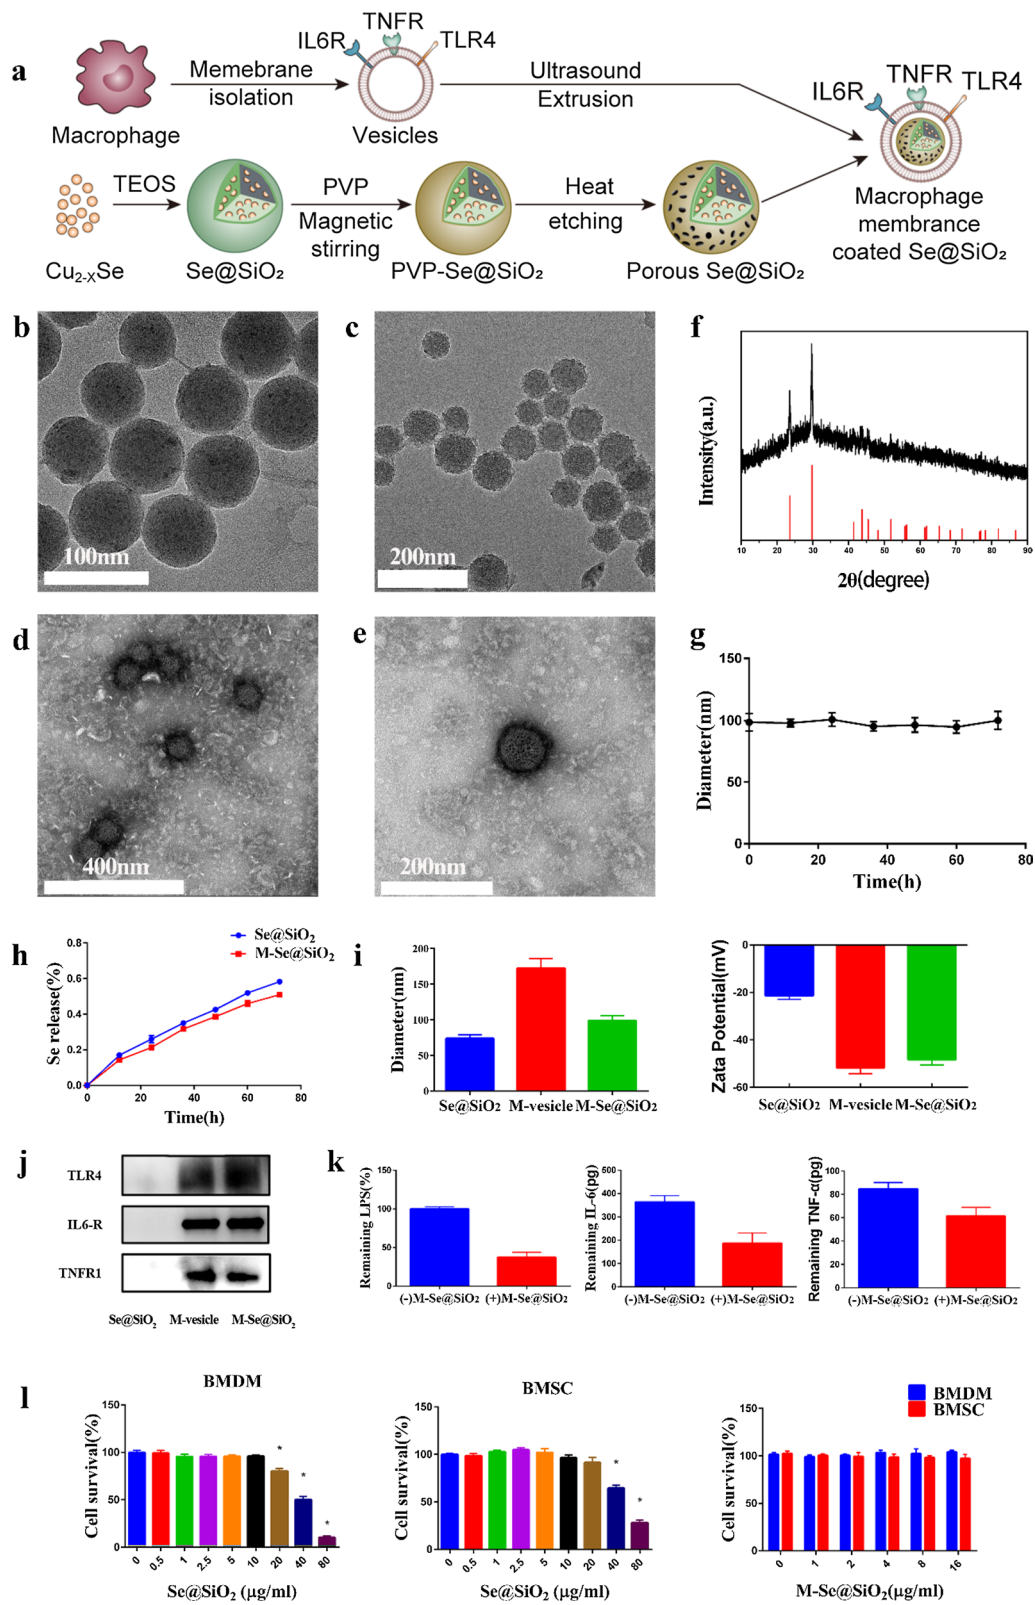 a
Macrophage
Memebrane
isolation
IL6R
TNFR
TLR4
Vesicles
Ultrasound
Extrusion
IL6R
TNFR
TLR4
Macrophage
membrance
coated Se@SiO₂
Cu₂₋ₓSe
TEOS
Se@SiO₂
PVP
Magnetic
stirring
PVP-Se@SiO₂
Heat
etching
Porous Se@SiO₂
b
100nm
c
200nm
f
Intensity(a.u.)
10 20 30 40 50 60 70 80 90
2θ(degree)
d
400nm
e
200nm
g
Diameter(nm)
150
100
50
0
0 20 40 60 80
Time(h)
h
Se@SiO₂
M-Se@SiO₂
Se release(%)
0.8
0.6
0.4
0.2
0.0
0 20 40 60 80
Time(h)
i
Diameter(nm)
200
150
100
50
0
Se@SiO₂ M-vesicle M-Se@SiO₂
Zata Potential(mV)
0
-20
-40
-60
Se@SiO₂ M-vesicle M-Se@SiO₂
j
TLR4
IL6-R
TNFR1
Se@SiO₂ M-vesicle M-Se@SiO₂
k
Remaining LPS(%)
150
100
50
0
(-)M-Se@SiO₂ (+)M-Se@SiO₂
Remaining IL-6(pg)
500
400
300
200
100
0
(-)M-Se@SiO₂ (+)M-Se@SiO₂
Remaining TNF-α(pg)
100
80
60
40
20
0
(-)M-Se@SiO₂ (+)M-Se@SiO₂
l
BMDM
Cell survival(%)
150
100
50
0
* * *
0 0.5 1 2.5 5 10 20 40 80
Se@SiO₂ (μg/ml)
BMSC
Cell survival(%)
150
100
50
0
* *
0 0.5 1 2.5 5 10 20 40 80
Se@SiO₂ (μg/ml)
BMDM
BMSC
Cell survival(%)
150
100
50
0
0 1 2 4 8 16
M-Se@SiO₂(μg/ml)